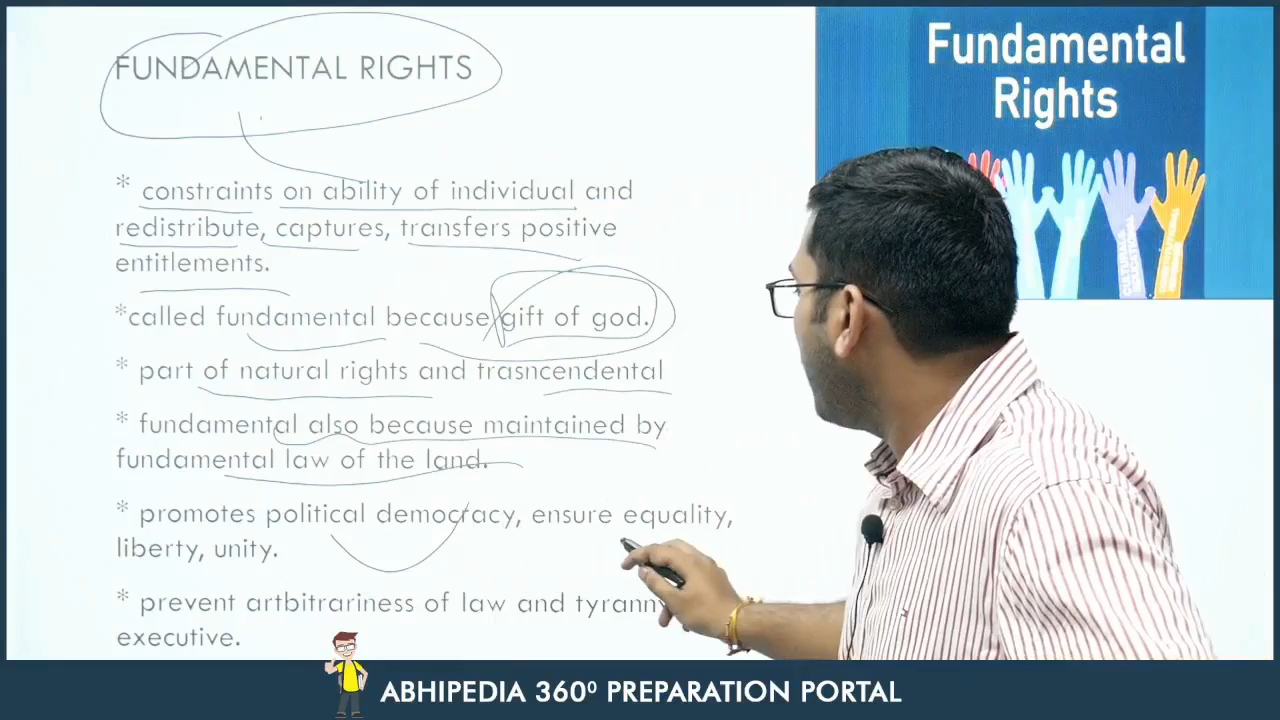 FUNDAMENTAL RIGHTS
* constraints on ability of individual and
redistribute, captures, transfers positive
entitlements.
*called fundamental because gift of god.
* part of natural rights and trasncendental
* fundamental also because maintained by
fundamental law of the land.
* promotes political democracy, ensure equality,
liberty, unity.
* prevent artbitrariness of law and tyranny
executive.
Fundamental
Rights
ABHIPEDIA 360⁰ PREPARATION PORTAL